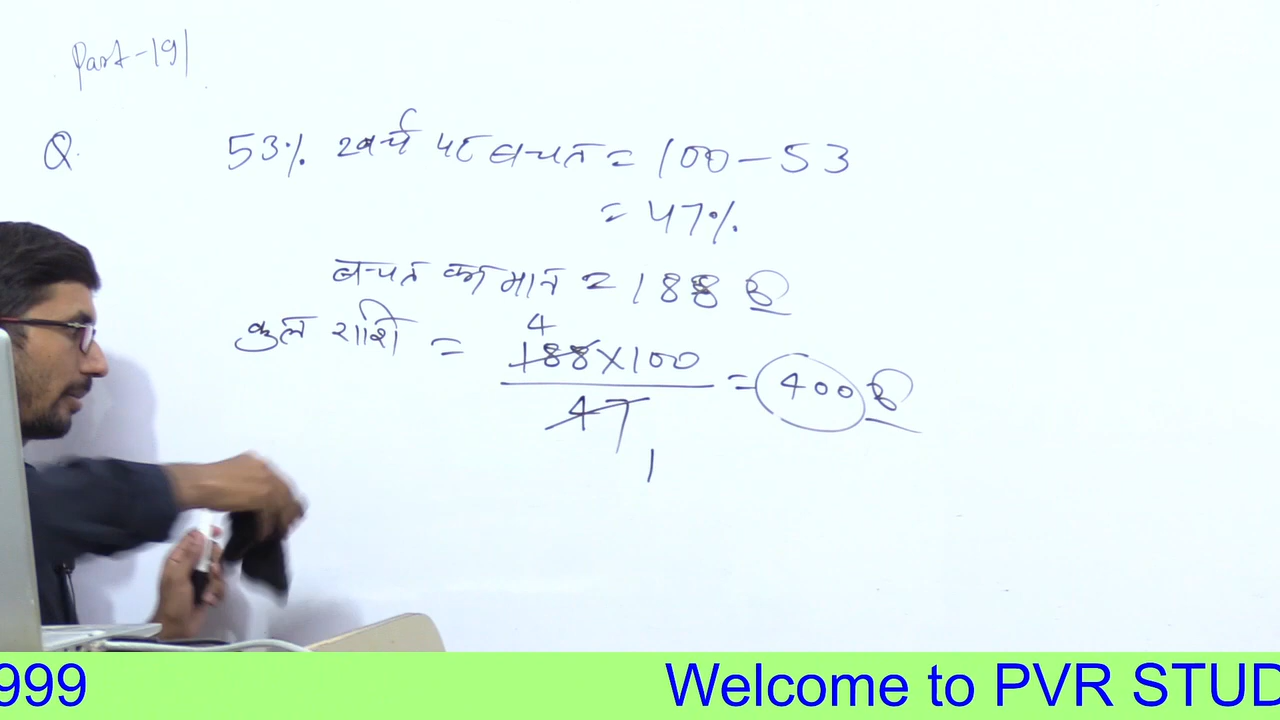 Part-191
Q. 53% खर्च पर बचत = 100 - 53
= 47%
बचत का मान = 188 रु
कुल राशि = 188×100 / 47 = 400 रु
4
1
999 Welcome to PVR STUD